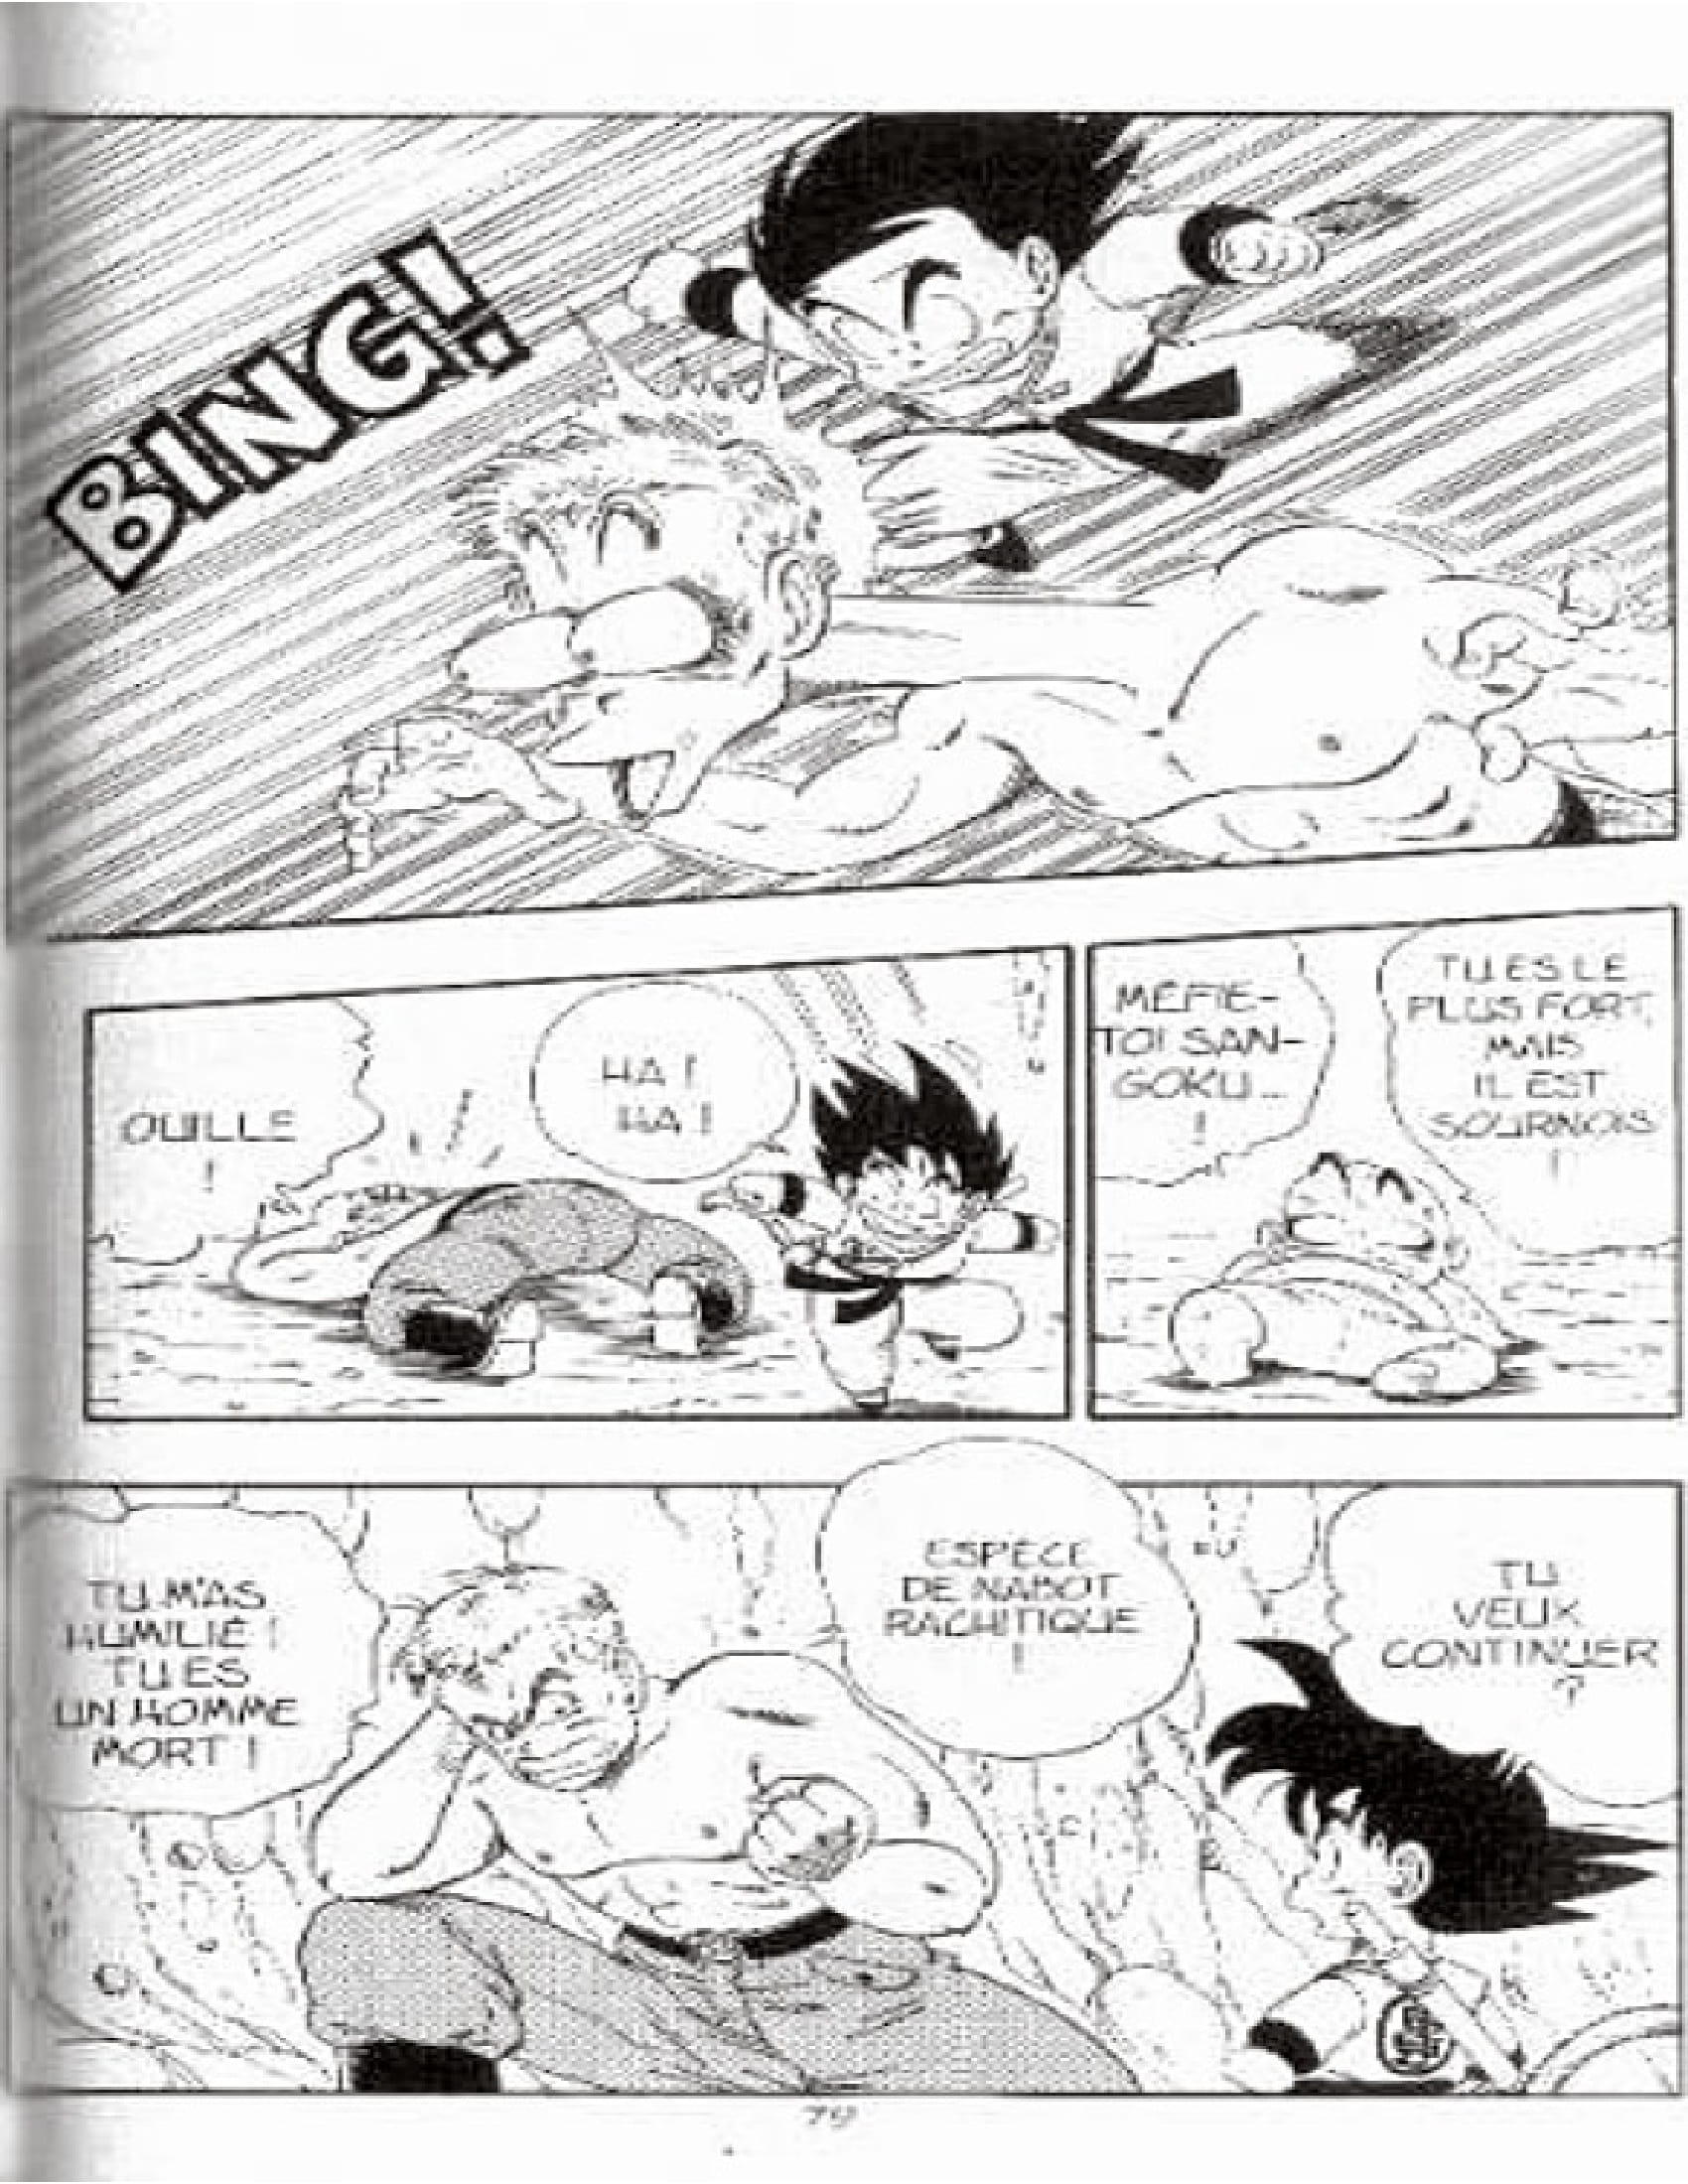 BING!
OUILLE
!
HA !
HA !
MÉFIE-
TOI SAN-
GOKU...
!
TU ES LE
PLUS FORT,
MAIS
IL EST
SOURNOIS
!
TU M'AS
HUMILIÉ !
TU ES
UN HOMME
MORT !
ESPÈCE
DE NABOT
RACHITIQUE
!
TU
VEUX
CONTINUER
?
79